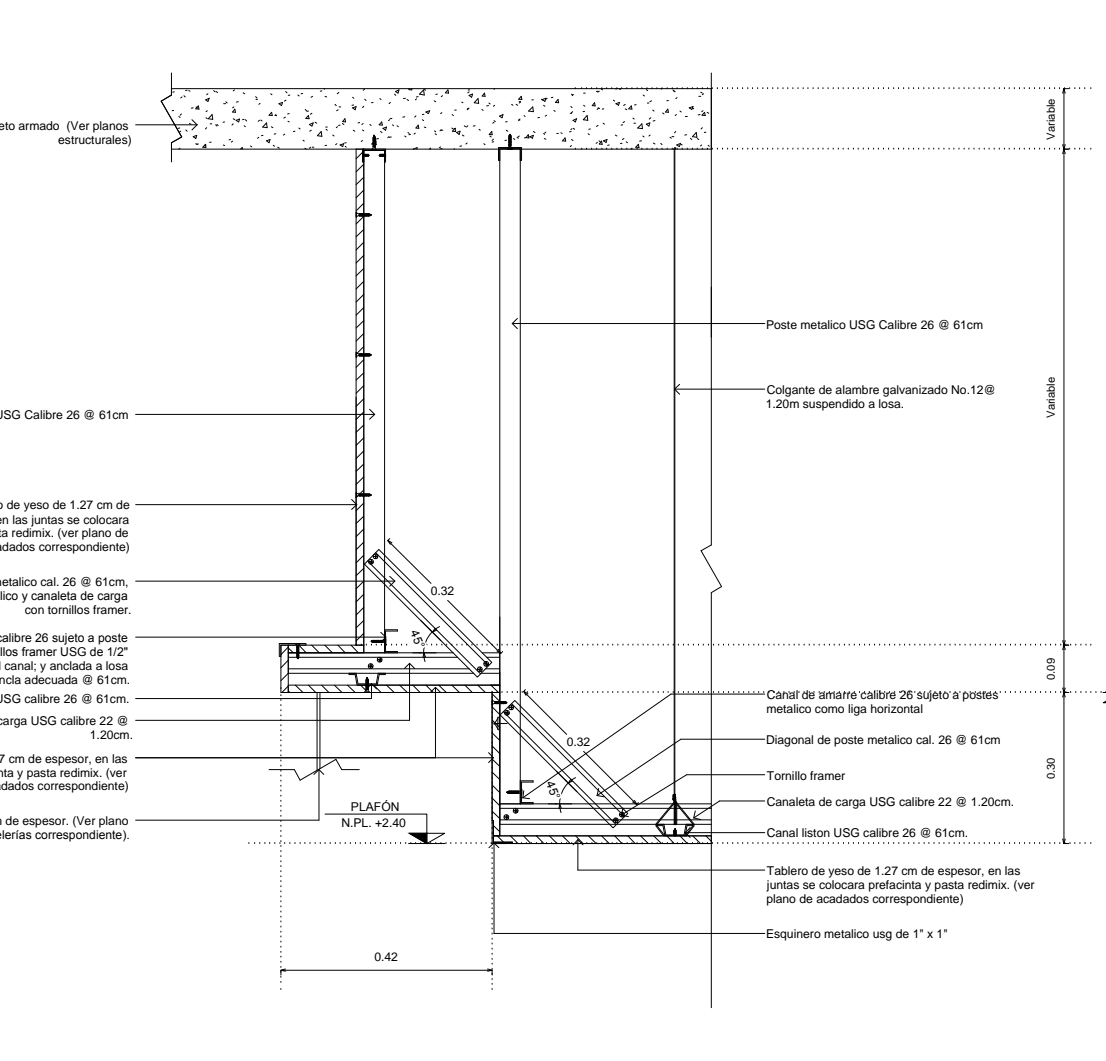 eto armado (Ver planos
estructurales)
USG Calibre 26 @ 61cm
o de yeso de 1.27 cm de
en las juntas se colocara
ta redimix. (ver plano de
adados correspondiente)
netalico cal. 26 @ 61cm,
lico y canaleta de carga
con tornillos framer.
calibre 26 sujeto a poste
llos framer USG de 1/2"
l canal; y anclada a losa
ncla adecuada @ 61cm.
USG calibre 26 @ 61cm.
carga USG calibre 22 @
1.20cm.
7 cm de espesor, en las
nta y pasta redimix. (ver
adados correspondiente)
n de espesor. (Ver plano
elerías correspondiente).
0.32
45°
0.32
45°
PLAFÓN
N.PL. +2.40
0.42
Poste metalico USG Calibre 26 @ 61cm
Colgante de alambre galvanizado No.12@
1.20m suspendido a losa.
Canal de amarre calibre 26 sujeto a postes
metalico como liga horizontal
Diagonal de poste metalico cal. 26 @ 61cm
Tornillo framer
Canaleta de carga USG calibre 22 @ 1.20cm.
Canal liston USG calibre 26 @ 61cm.
Tablero de yeso de 1.27 cm de espesor, en las
juntas se colocara prefacinta y pasta redimix. (ver
plano de acadados correspondiente)
Esquinero metalico usg de 1" x 1"
Variable
Variable
0.09
0.30